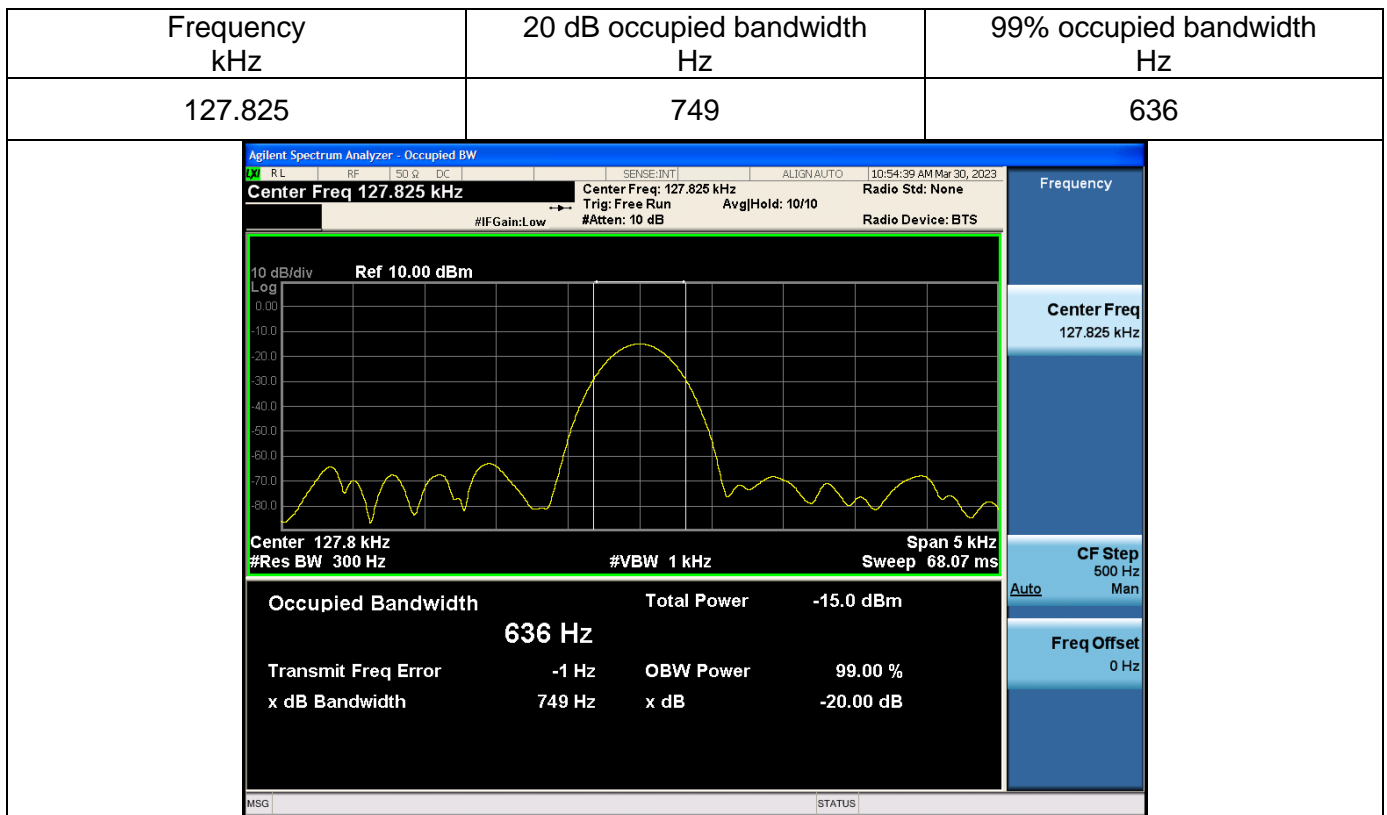 Frequency kHz
20 dB occupied bandwidth Hz
99% occupied bandwidth Hz
127.825 749 636
Agilent Spectrum Analyzer - Occupied BW
LXI RL RF 50 Ω DC SENSE:INT ALIGN AUTO 10:54:39 AM Mar 30, 2023
Center Freq 127.825 kHz
Center Freq: 127.825 kHz
Radio Std: None
Trig: Free Run Avg|Hold: 10/10
#IFGain:Low #Atten: 10 dB Radio Device: BTS
10 dB/div Ref 10.00 dBm
Log
0.00
-10.0
-20.0
-30.0
-40.0
-50.0
-60.0
-70.0
-80.0
Center 127.8 kHz Span 5 kHz
#Res BW 300 Hz #VBW 1 kHz Sweep 68.07 ms
Occupied Bandwidth Total Power -15.0 dBm
636 Hz
Transmit Freq Error -1 Hz OBW Power 99.00 %
x dB Bandwidth 749 Hz x dB -20.00 dB
MSG STATUS
Frequency
Center Freq
127.825 kHz
CF Step
500 Hz
Auto Man
Freq Offset
0 Hz